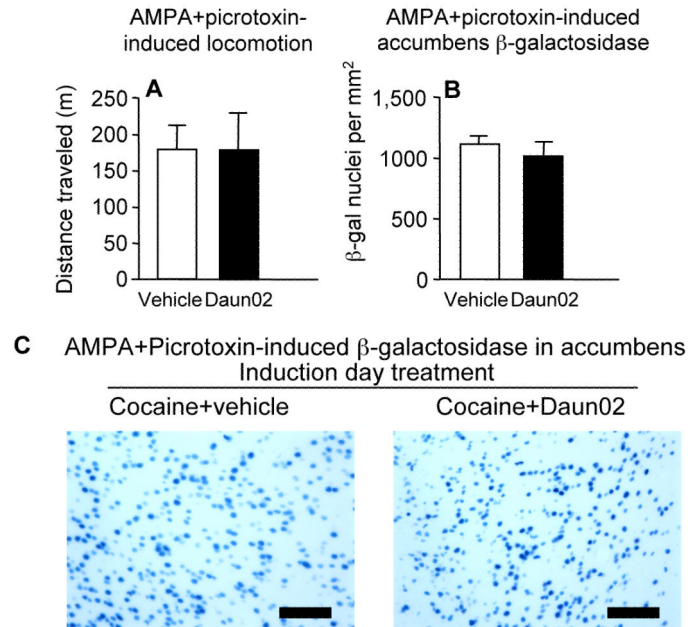 AMPA+picrotoxin-
induced locomotion
AMPA+picrotoxin-induced
accumbens β-galactosidase
A
Distance traveled (m)
250
200
150
100
50
0
Vehicle Daun02
B
β-gal nuclei per mm²
1,500
1000
500
0
Vehicle Daun02
C AMPA+Picrotoxin-induced β-galactosidase in accumbens
Induction day treatment
Cocaine+vehicle
Cocaine+Daun02